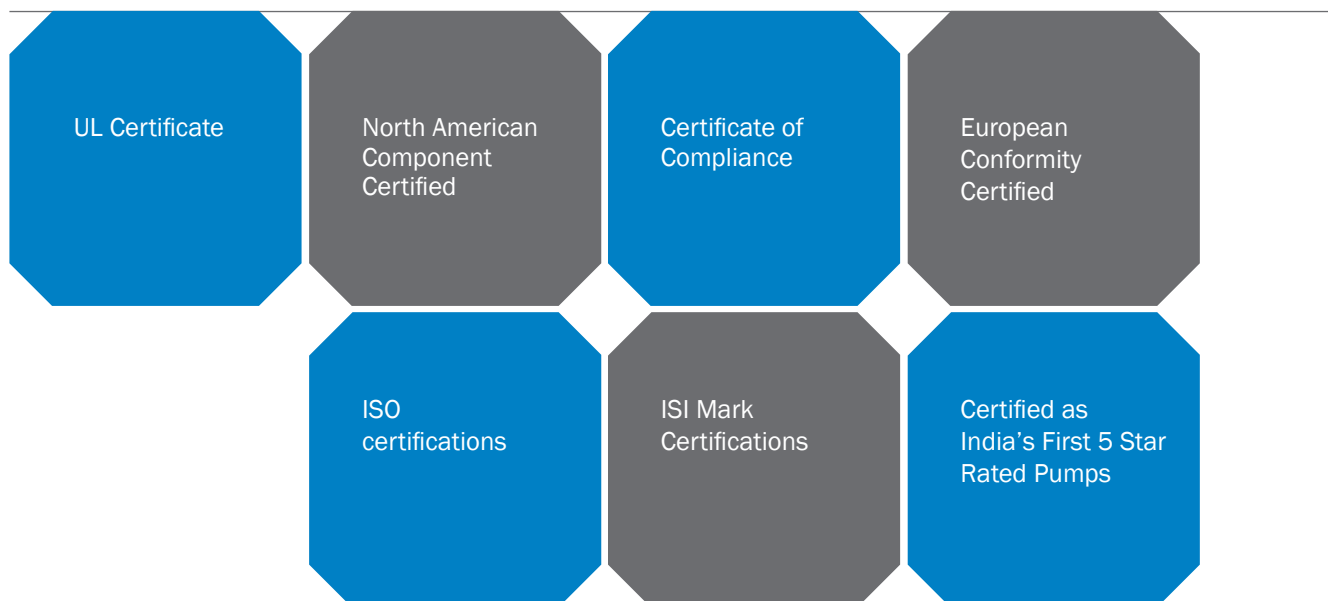 UL Certificate
North American
Component
Certified
Certificate of
Compliance
European
Conformity
Certified
ISO
certifications
ISI Mark
Certifications
Certified as
India’s First 5 Star
Rated Pumps